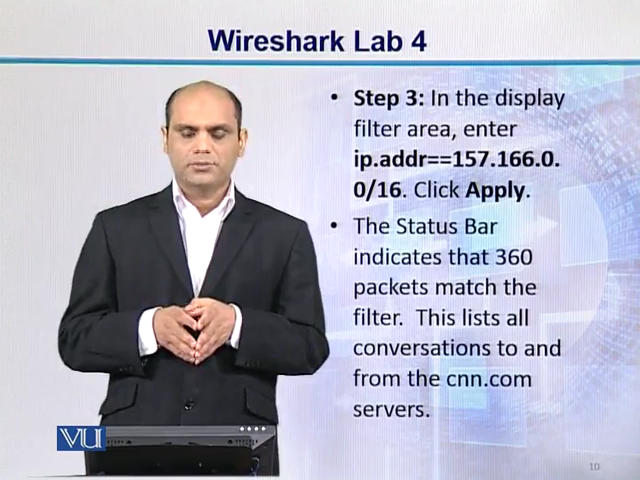 Wireshark Lab 4
• Step 3: In the display
filter area, enter
ip.addr==157.166.0.
0/16. Click Apply.
• The Status Bar
indicates that 360
packets match the
filter.  This lists all
conversations to and
from the cnn.com
servers.
VU
10